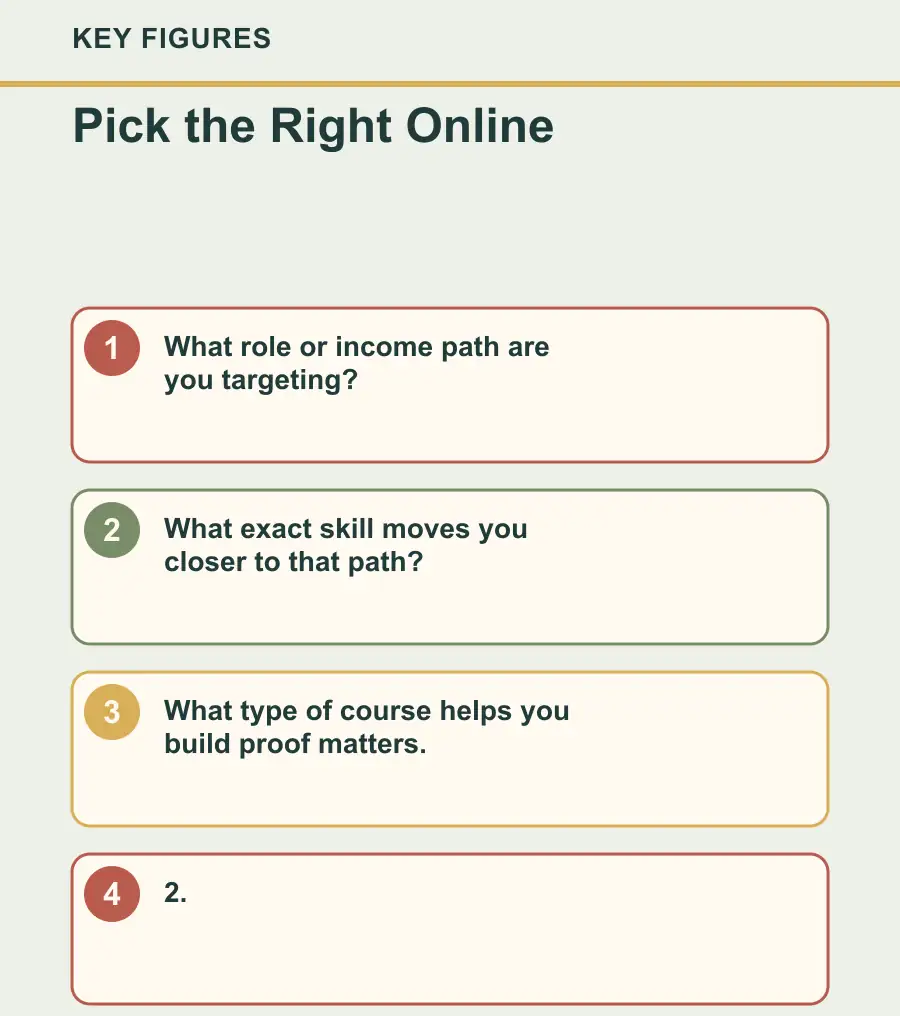 KEY FIGURES
Pick the Right Online
1
What role or income path are
you targeting?
2
What exact skill moves you
closer to that path?
3
What type of course helps you
build proof matters.
4
2.